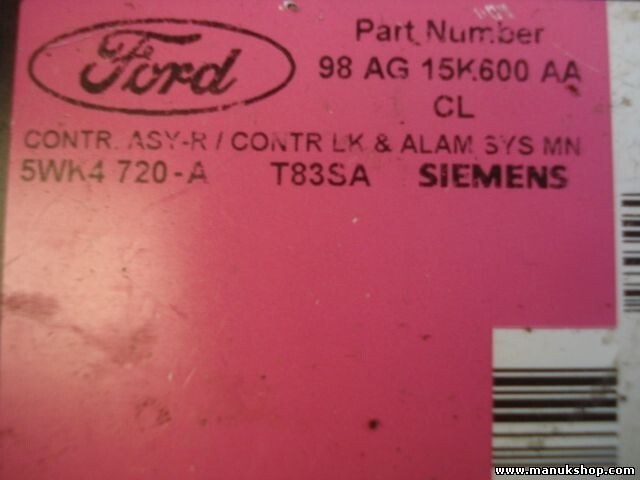 Ford
Part Number
98 AG 15K600 AA
CL
CONTR. ASY-R / CONTR LK & ALAM SYS MN
5WK4 720-A T83SA SIEMENS
www.manukshop.com